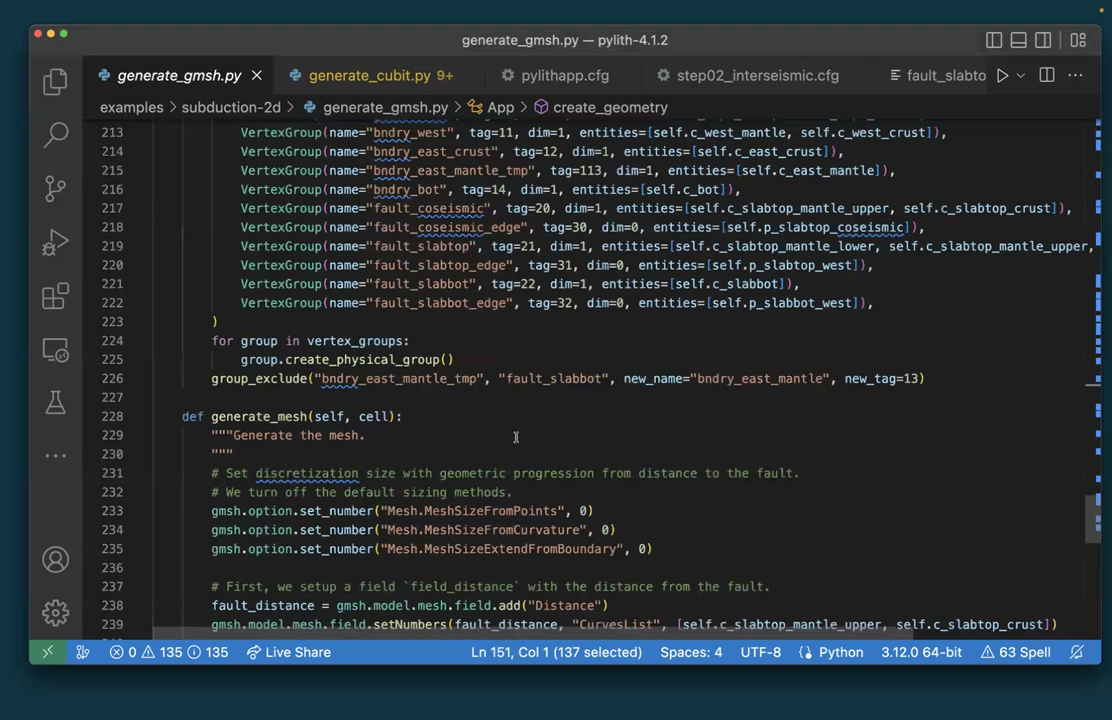 generate_gmsh.py — pylith-4.1.2
generate_gmsh.py
generate_cubit.py 9+
pylithapp.cfg
step02_interseismic.cfg
fault_slabto
examples > subduction-2d > generate_gmsh.py > App > create_geometry
213 VertexGroup(name="bndry_west", tag=11, dim=1, entities=[self.c_west_mantle, self.c_west_crust]),
214 VertexGroup(name="bndry_east_crust", tag=12, dim=1, entities=[self.c_east_crust]),
215 VertexGroup(name="bndry_east_mantle_tmp", tag=113, dim=1, entities=[self.c_east_mantle]),
216 VertexGroup(name="bndry_bot", tag=14, dim=1, entities=[self.c_bot]),
217 VertexGroup(name="fault_coseismic", tag=20, dim=1, entities=[self.c_slabtop_mantle_upper, self.c_slabtop_crust]),
218 VertexGroup(name="fault_coseismic_edge", tag=30, dim=0, entities=[self.p_slabtop_coseismic]),
219 VertexGroup(name="fault_slabtop", tag=21, dim=1, entities=[self.c_slabtop_mantle_lower, self.c_slabtop_mantle_upper,
220 VertexGroup(name="fault_slabtop_edge", tag=31, dim=0, entities=[self.p_slabtop_west]),
221 VertexGroup(name="fault_slabbot", tag=22, dim=1, entities=[self.c_slabbot]),
222 VertexGroup(name="fault_slabbot_edge", tag=32, dim=0, entities=[self.p_slabbot_west]),
223 )
224 for group in vertex_groups:
225 group.create_physical_group()
226 group_exclude("bndry_east_mantle_tmp", "fault_slabbot", new_name="bndry_east_mantle", new_tag=13)
227
228 def generate_mesh(self, cell):
229 """Generate the mesh.
230 """
231 # Set discretization size with geometric progression from distance to the fault.
232 # We turn off the default sizing methods.
233 gmsh.option.set_number("Mesh.MeshSizeFromPoints", 0)
234 gmsh.option.set_number("Mesh.MeshSizeFromCurvature", 0)
235 gmsh.option.set_number("Mesh.MeshSizeExtendFromBoundary", 0)
236
237 # First, we setup a field `field_distance` with the distance from the fault.
238 fault_distance = gmsh.model.mesh.field.add("Distance")
239 gmsh.model.mesh.field.setNumbers(fault_distance, "CurvesList", [self.c_slabtop_mantle_upper, self.c_slabtop_crust])
0 135 135 Live Share Ln 151, Col 1 (137 selected) Spaces: 4 UTF-8 Python 3.12.0 64-bit 63 Spell